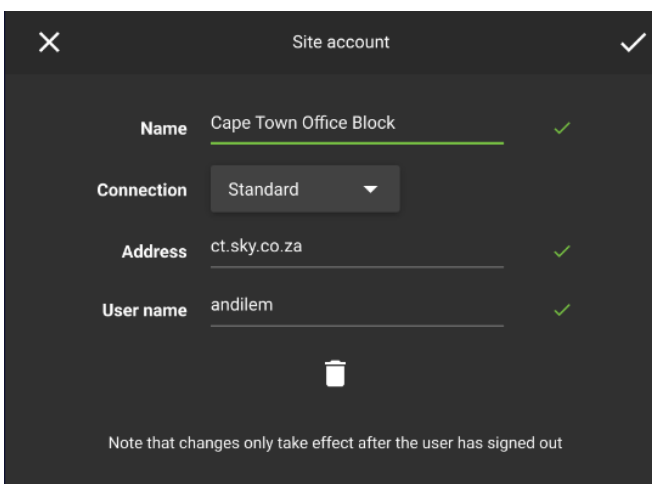 Site account
Name Cape Town Office Block
Connection Standard
Address ct.sky.co.za
User name andilem
Note that changes only take effect after the user has signed out